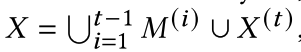 X = ⋃_{i=1}^{t−1} M^{(i)} ∪ X^{(t)},